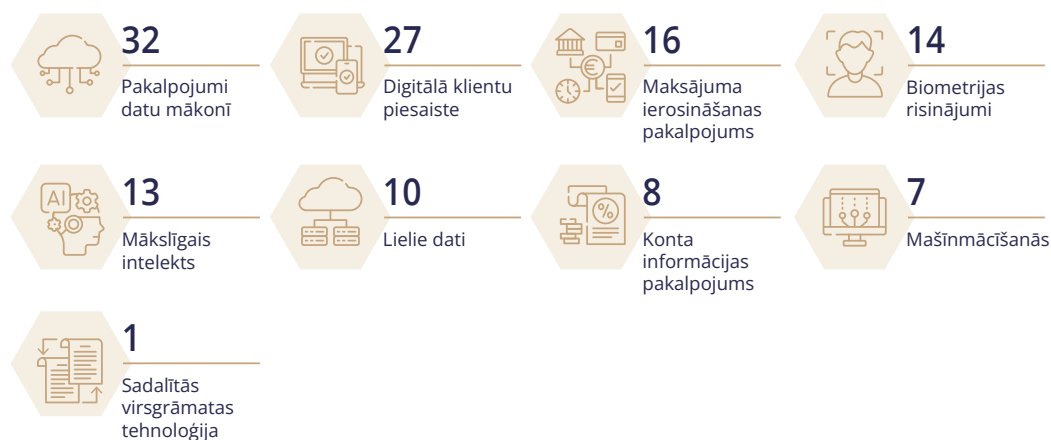 32
Pakalpojumi
datu mākonī
27
Digitālā klientu
piesaiste
16
Maksājuma
ierosināšanas
pakalpojums
14
Biometrijas
risinājumi
AI
13
Mākslīgais
intelekts
10
Lielie dati
8
Konta
informācijas
pakalpojums
7
Mašīnmācīšanās
1
Sadalītās
virsgrāmatas
tehnoloģija